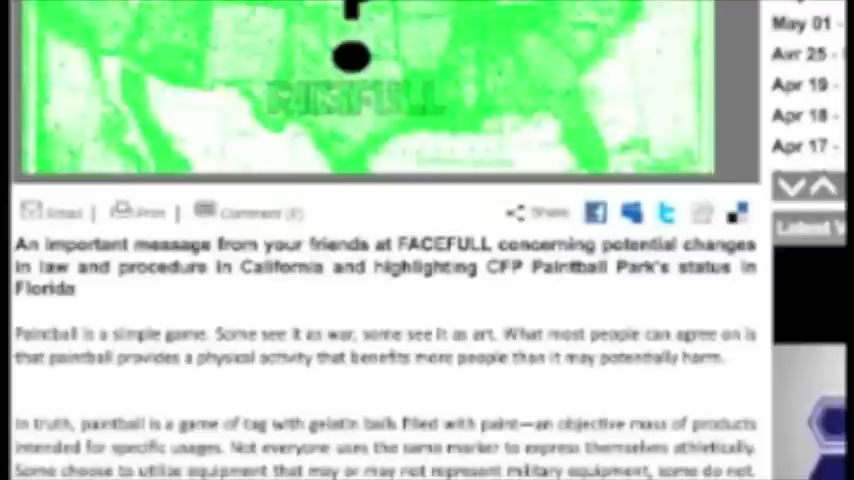 May 01 -
Avr 25 -
Apr 19 -
Apr 18 -
Apr 17 -
Email | Print | Comment
Share
Latest V
An important message from your friends at FACEFULL concerning potential changes
in law and procedure in California and highlighting CFP Paintball Park's status in
Florida
Paintball is a simple game. Some see it as war, some see it as art. What most people can agree on is
that paintball provides a physical activity that benefits more people than it may potentially harm.
In truth, paintball is a game of tag with gelatin balls filled with paint—an objective mass of products
intended for specific usages. Not everyone uses the same marker to express themselves athletically.
Some choose to utilize equipment that may or may not represent military equipment, some do not.